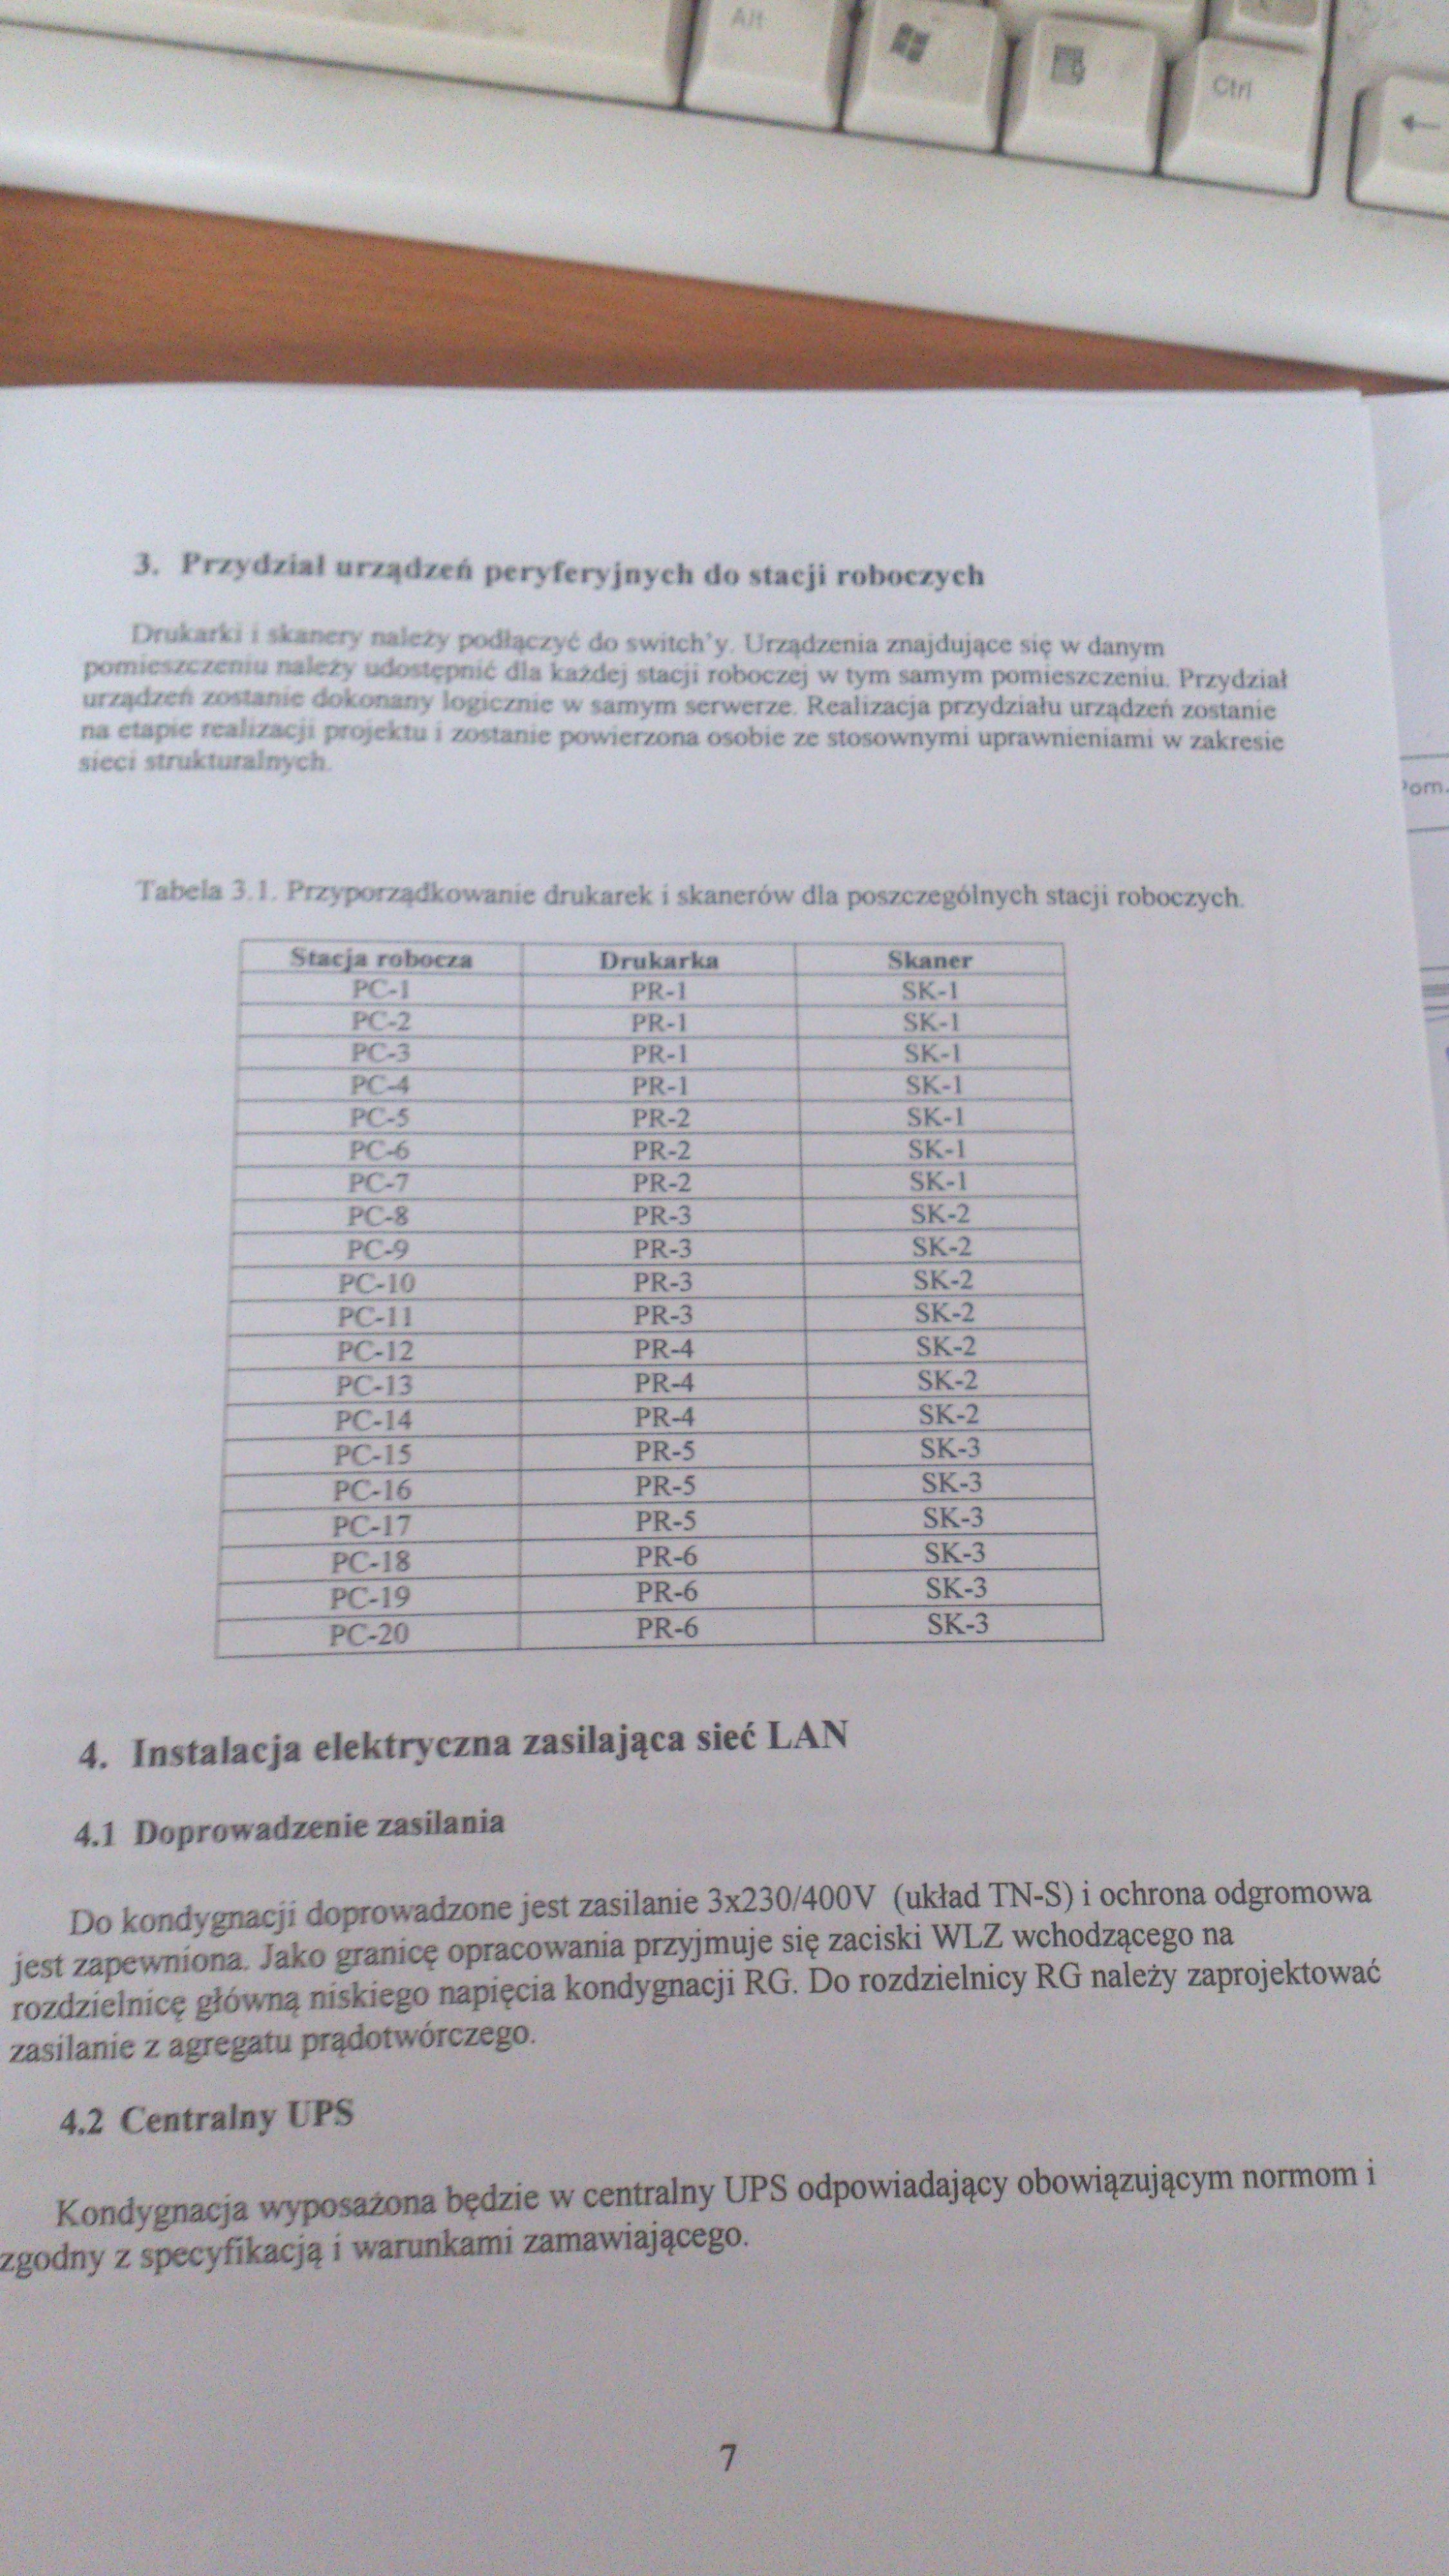 Alt
Ctrl
←
3. Przydział urządzeń peryferyjnych do stacji roboczych
Drukarki i skanery należy podłączyć do switch'y. Urządzenia znajdujące się w danym
pomieszczeniu należy udostępnić dla każdej stacji roboczej w tym samym pomieszczeniu. Przydział
urządzeń zostanie dokonany logicznie w samym serwerze. Realizacja przydziału urządzeń zostanie
na etapie realizacji projektu i zostanie powierzona osobie ze stosownymi uprawnieniami w zakresie
sieci strukturalnych.
Tabela 3.1. Przyporządkowanie drukarek i skanerów dla poszczególnych stacji roboczych.
Stacja robocza Drukarka Skaner
PC-1 PR-1 SK-1
PC-2 PR-1 SK-1
PC-3 PR-1 SK-1
PC-4 PR-1 SK-1
PC-5 PR-2 SK-1
PC-6 PR-2 SK-1
PC-7 PR-2 SK-1
PC-8 PR-3 SK-2
PC-9 PR-3 SK-2
PC-10 PR-3 SK-2
PC-11 PR-3 SK-2
PC-12 PR-4 SK-2
PC-13 PR-4 SK-2
PC-14 PR-4 SK-2
PC-15 PR-5 SK-3
PC-16 PR-5 SK-3
PC-17 PR-5 SK-3
PC-18 PR-6 SK-3
PC-19 PR-6 SK-3
PC-20 PR-6 SK-3
4. Instalacja elektryczna zasilająca sieć LAN
4.1 Doprowadzenie zasilania
Do kondygnacji doprowadzone jest zasilanie 3x230/400V (układ TN-S) i ochrona odgromowa
jest zapewniona. Jako granicę opracowania przyjmuje się zaciski WLZ wchodzącego na
rozdzielnicę główną niskiego napięcia kondygnacji RG. Do rozdzielnicy RG należy zaprojektować
zasilanie z agregatu prądotwórczego.
4.2 Centralny UPS
Kondygnacja wyposażona będzie w centralny UPS odpowiadający obowiązującym normom i
zgodny z specyfikacją i warunkami zamawiającego.
7